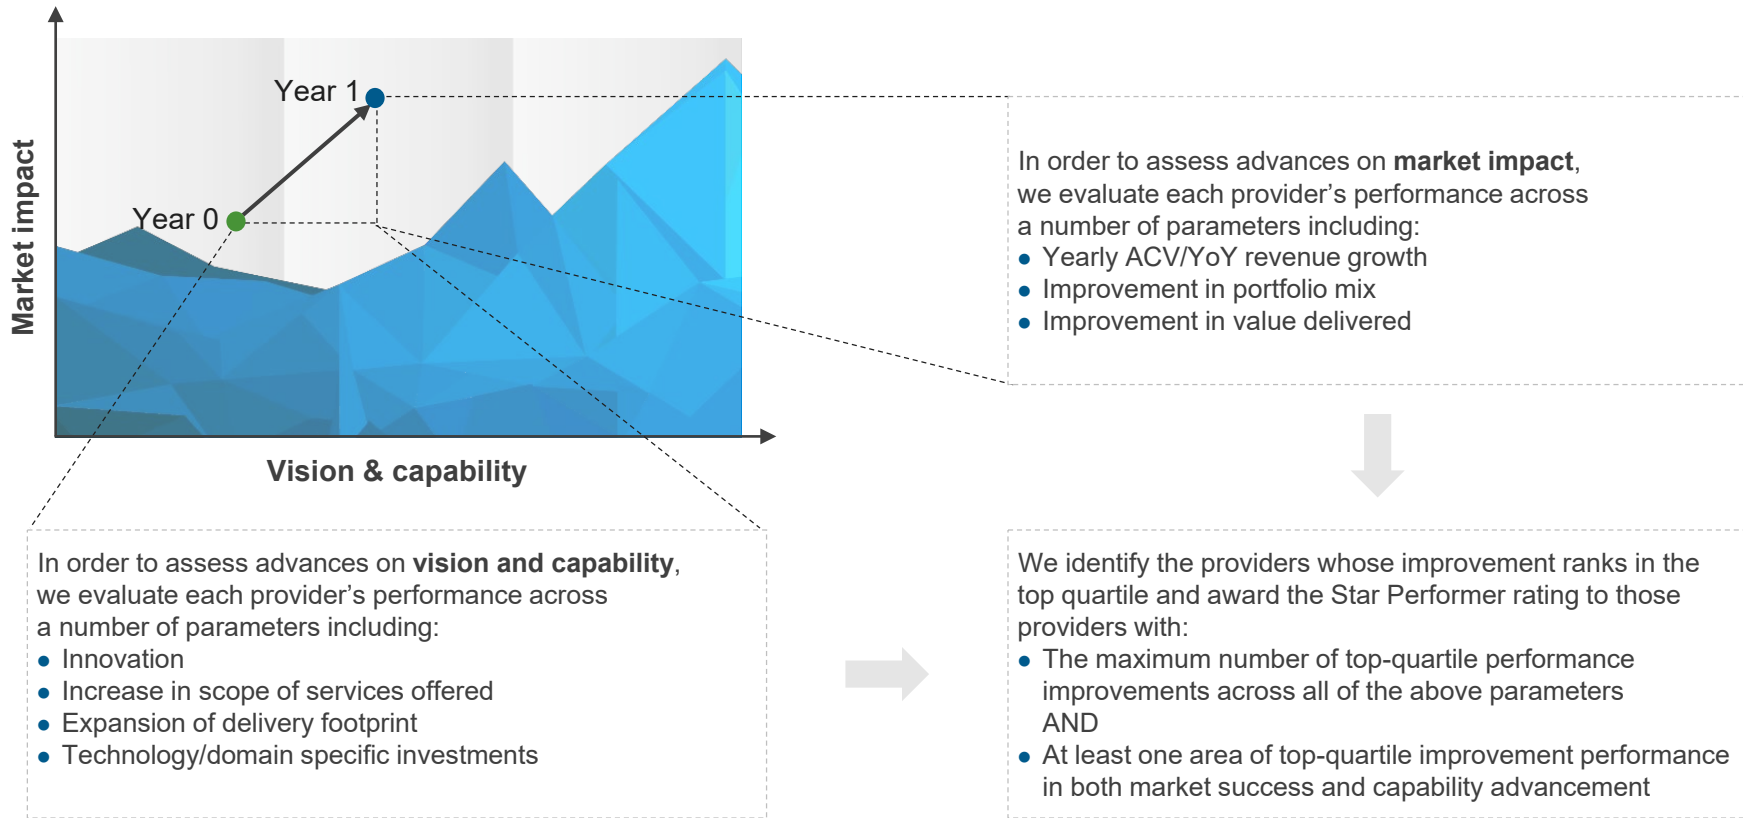 Year 1
Year 0
Market impact
Vision & capability
In order to assess advances on market impact,
we evaluate each provider’s performance across
a number of parameters including:
● Yearly ACV/YoY revenue growth
● Improvement in portfolio mix
● Improvement in value delivered
In order to assess advances on vision and capability,
we evaluate each provider’s performance across
a number of parameters including:
● Innovation
● Increase in scope of services offered
● Expansion of delivery footprint
● Technology/domain specific investments
We identify the providers whose improvement ranks in the
top quartile and award the Star Performer rating to those
providers with:
● The maximum number of top-quartile performance
improvements across all of the above parameters
AND
● At least one area of top-quartile improvement performance
in both market success and capability advancement